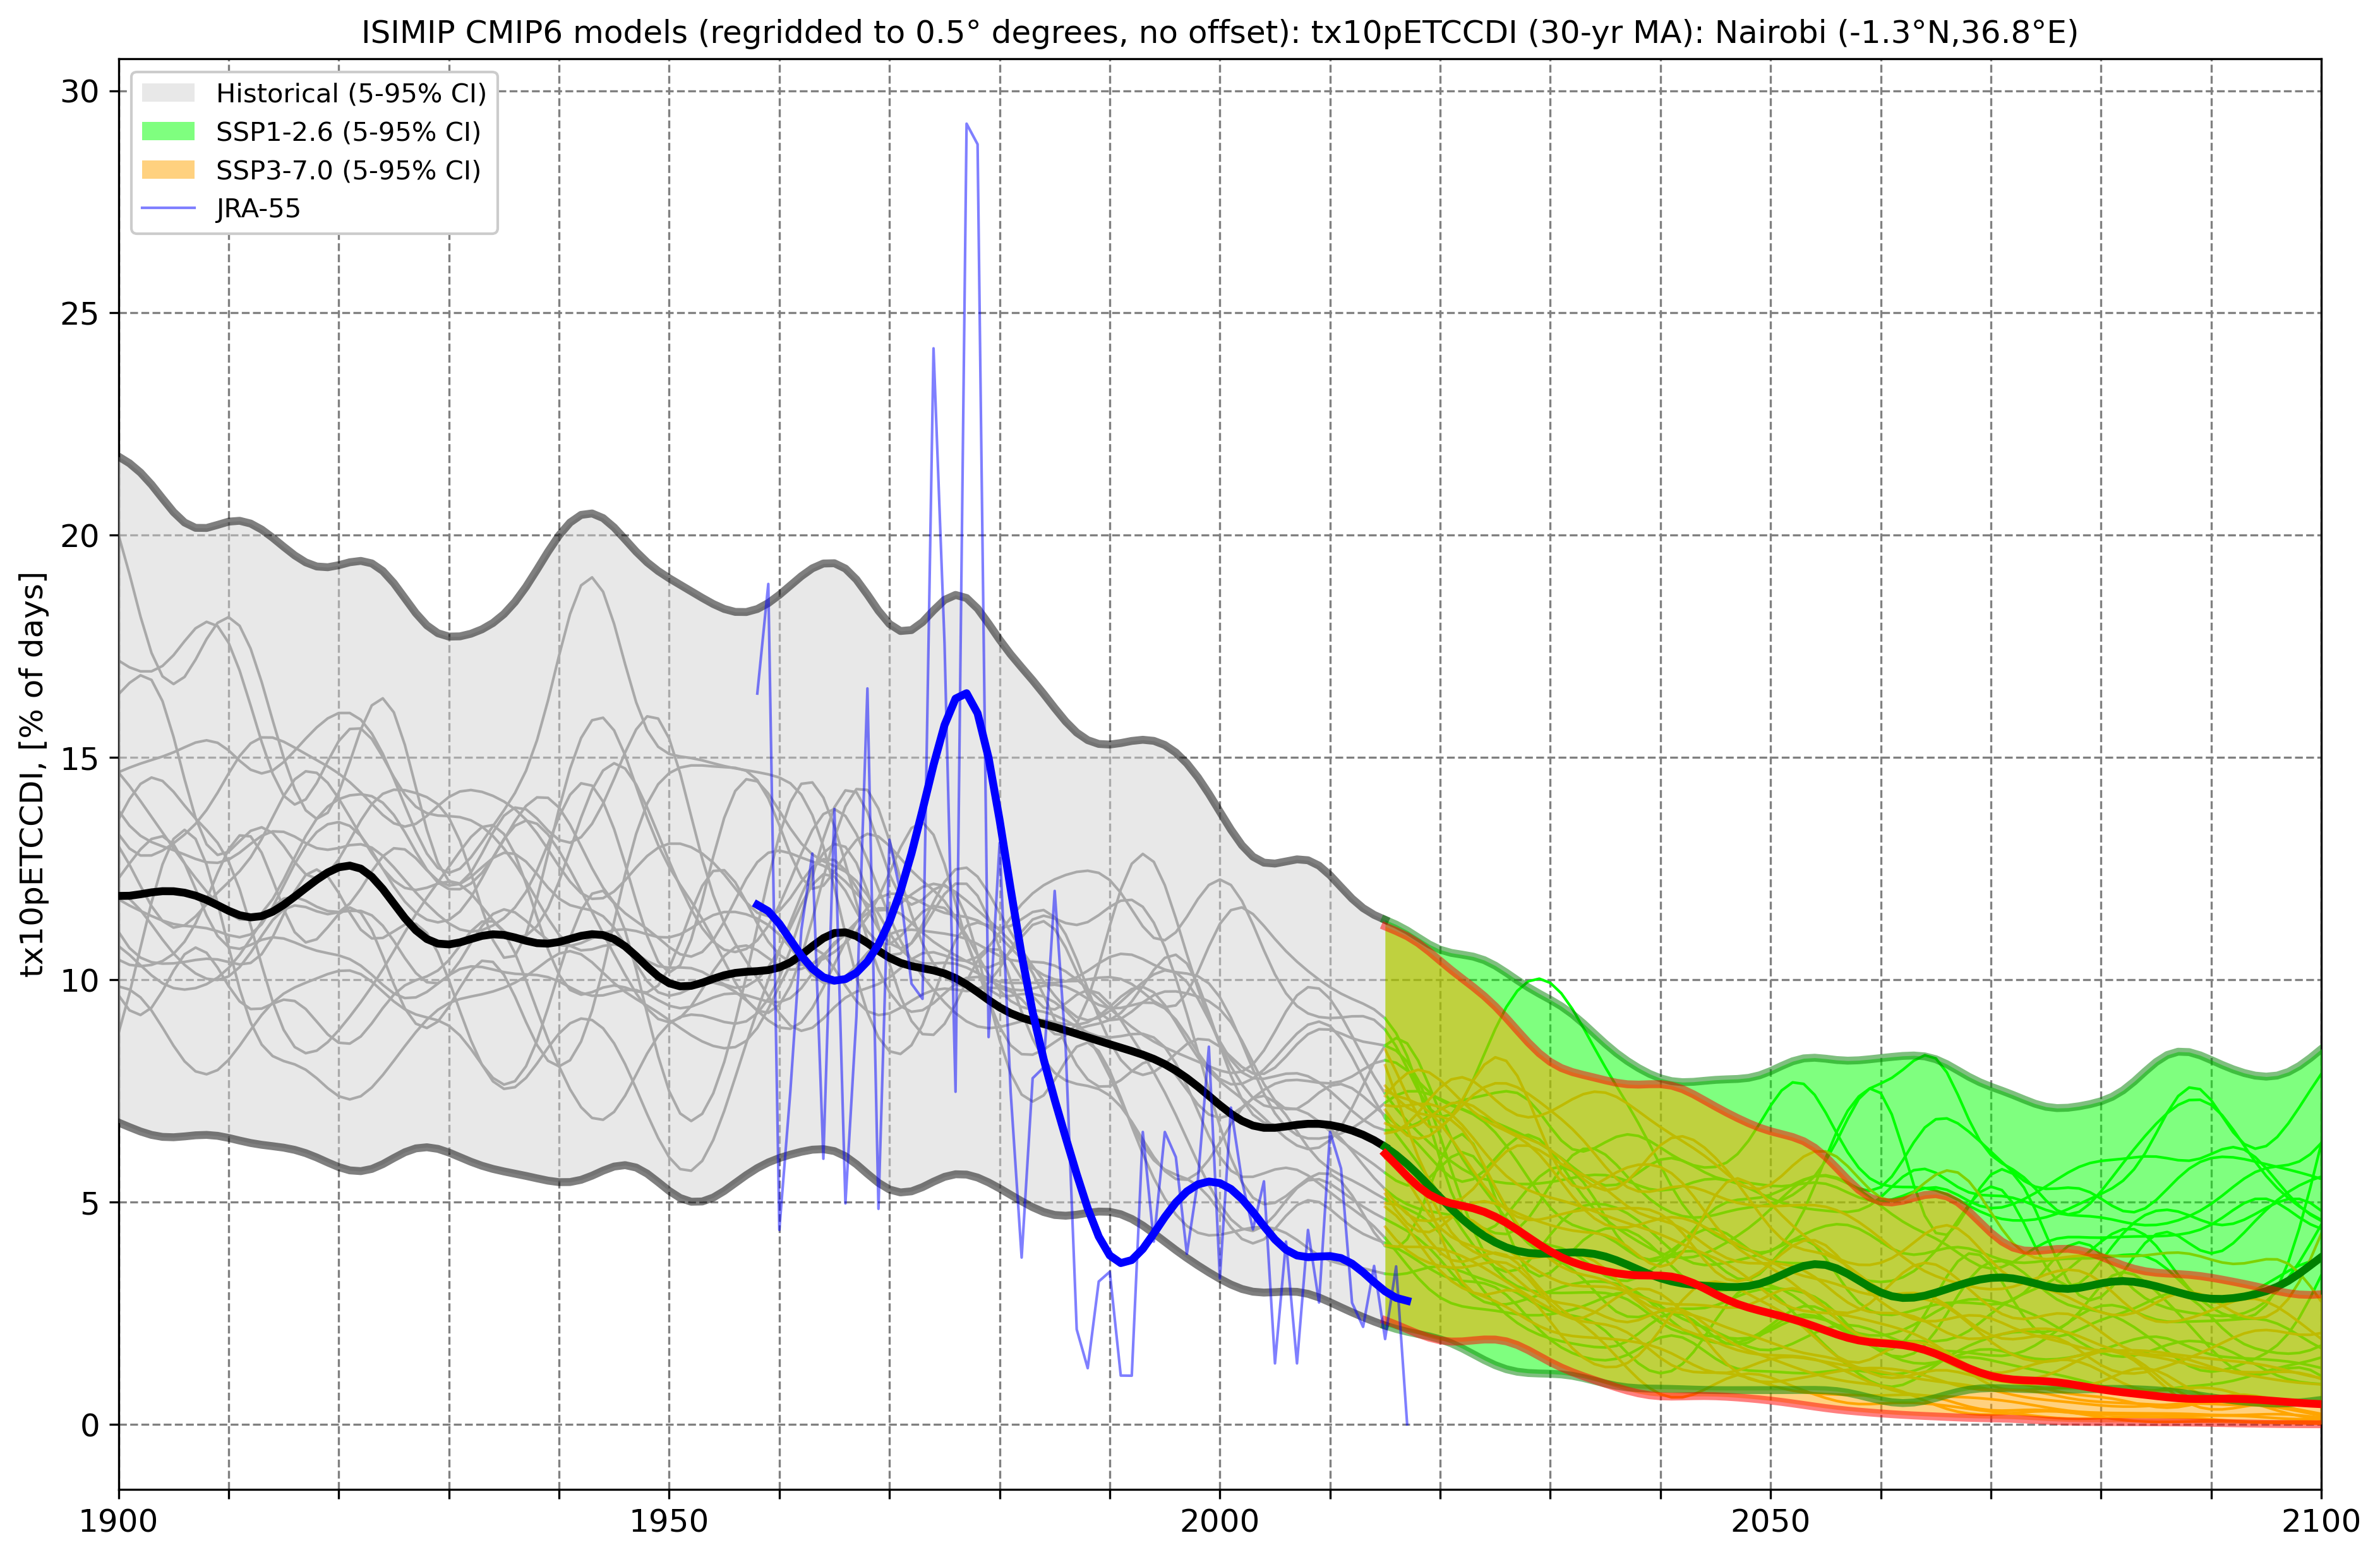 ISIMIP CMIP6 models (regridded to 0.5° degrees, no offset): tx10pETCCDI (30-yr MA): Nairobi (-1.3°N,36.8°E)
Historical (5-95% CI)
SSP1-2.6 (5-95% CI)
SSP3-7.0 (5-95% CI)
JRA-55
tx10pETCCDI, [% of days]
30
25
20
15
10
5
0
1900
1950
2000
2050
2100